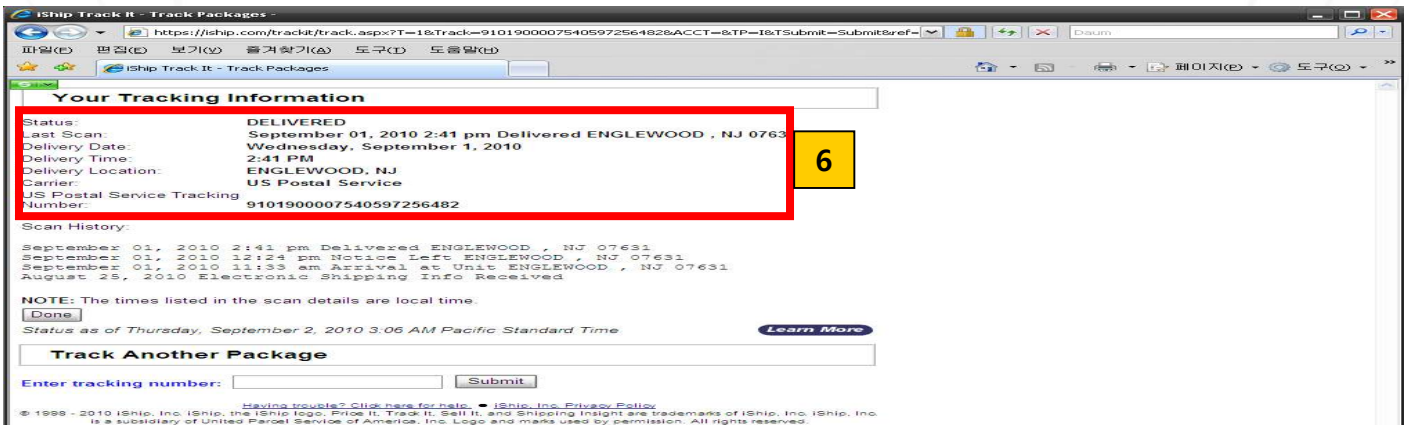 iShip Track It - Track Packages -
https://iship.com/trackit/track.aspx?T=1&Track=9101900007540597256482&ACCT=&TP=I&TSubmit=Submit&ref= Daum
파일(F) 편집(E) 보기(V) 즐겨찾기(A) 도구(T) 도움말(H)
iShip Track It - Track Packages 페이지(P) 도구(O) »
Your Tracking Information
Status: DELIVERED
Last Scan: September 01, 2010 2:41 pm Delivered ENGLEWOOD , NJ 0763
Delivery Date: Wednesday, September 1, 2010
Delivery Time: 2:41 PM
Delivery Location: ENGLEWOOD, NJ
Carrier: US Postal Service
US Postal Service Tracking
Number: 9101900007540597256482
6
Scan History:
September 01, 2010 2:41 pm Delivered ENGLEWOOD , NJ 07631
September 01, 2010 12:24 pm Notice Left ENGLEWOOD , NJ 07631
September 01, 2010 11:33 am Arrival at Unit ENGLEWOOD , NJ 07631
August 25, 2010 Electronic Shipping Info Received
NOTE: The times listed in the scan details are local time.
Done
Status as of Thursday, September 2, 2010 3:06 AM Pacific Standard Time Learn More
Track Another Package
Enter tracking number: Submit
Having trouble? Click here for help. ● iShip, Inc. Privacy Policy
© 1998 - 2010 iShip, Inc. iShip, the iShip logo, Price It, Track It, Sell It, and Shipping Insight are trademarks of iShip, Inc. iShip, Inc.
is a subsidiary of United Parcel Service of America, Inc. Logo and marks used by permission. All rights reserved.